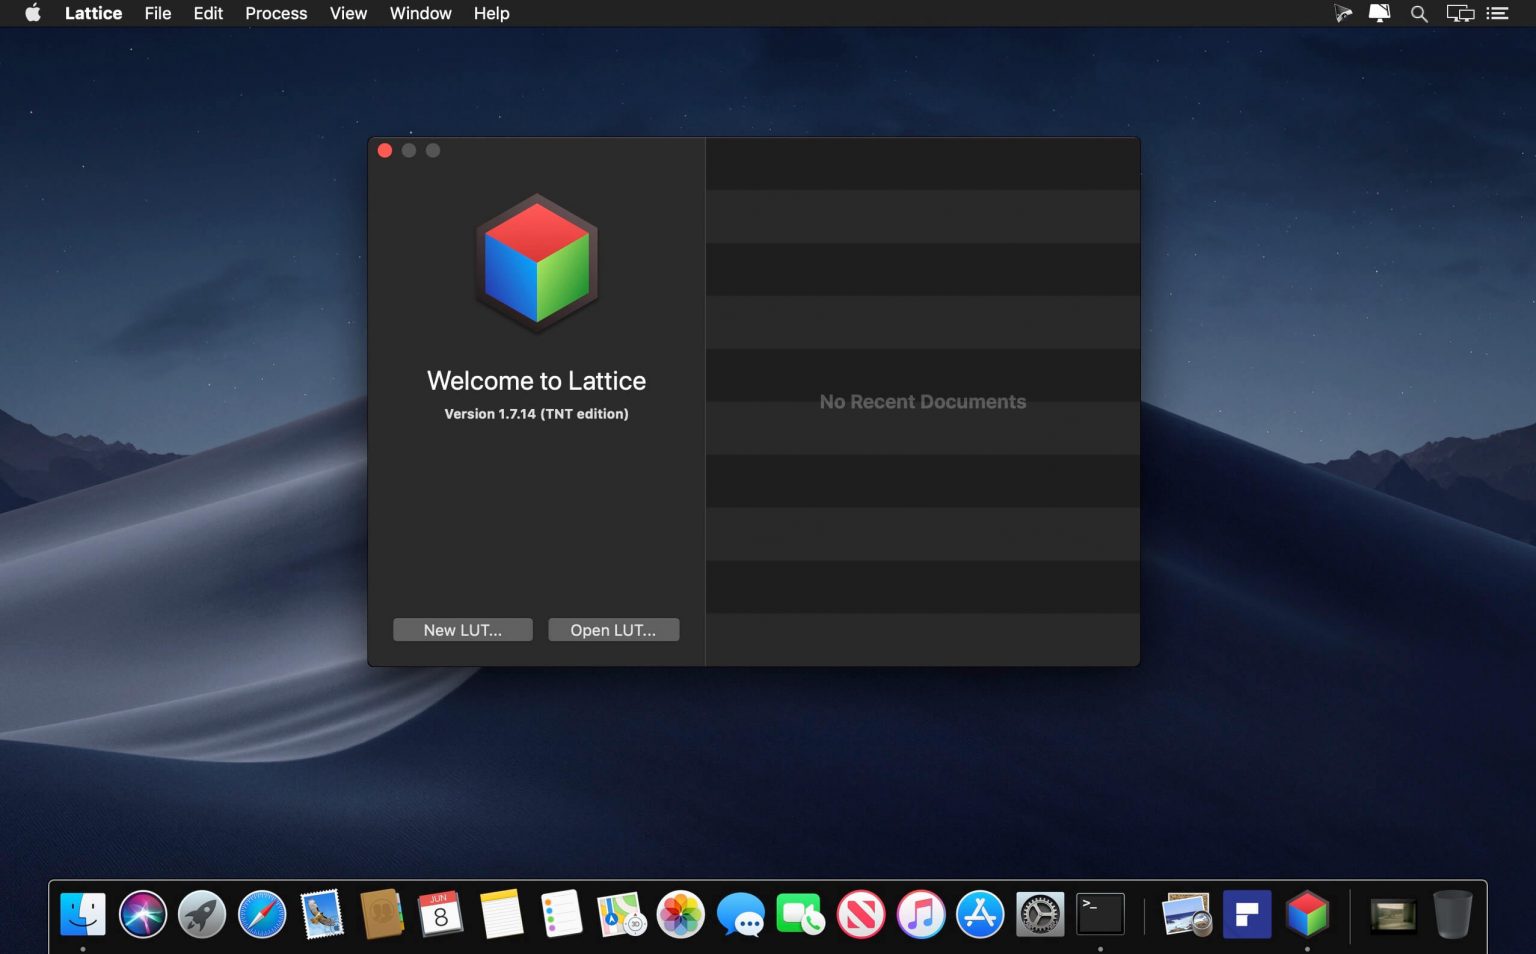 Lattice File Edit Process View Window Help
Welcome to Lattice
Version 1.7.14 (TNT edition)
No Recent Documents
New LUT... Open LUT...
JUN
8
3D
>_